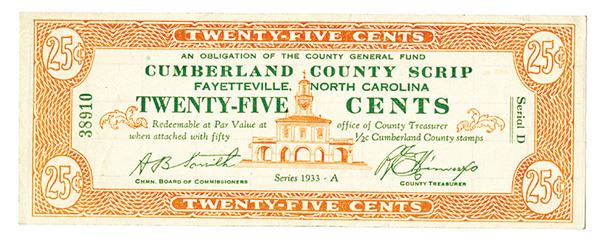 TWENTY-FIVE CENTS
25¢ 25¢
AN OBLIGATION OF THE COUNTY GENERAL FUND
CUMBERLAND COUNTY SCRIP
FAYETTEVILLE, NORTH CAROLINA
TWENTY-FIVE CENTS
38910
Serial D
Redeemable at Par Value at office of County Treasurer
when attached with fifty ½c Cumberland County stamps
A B Smith
CHMN. BOARD OF COMMISSIONERS
Series 1933 - A
COUNTY TREASURER
25¢ 25¢
TWENTY-FIVE CENTS